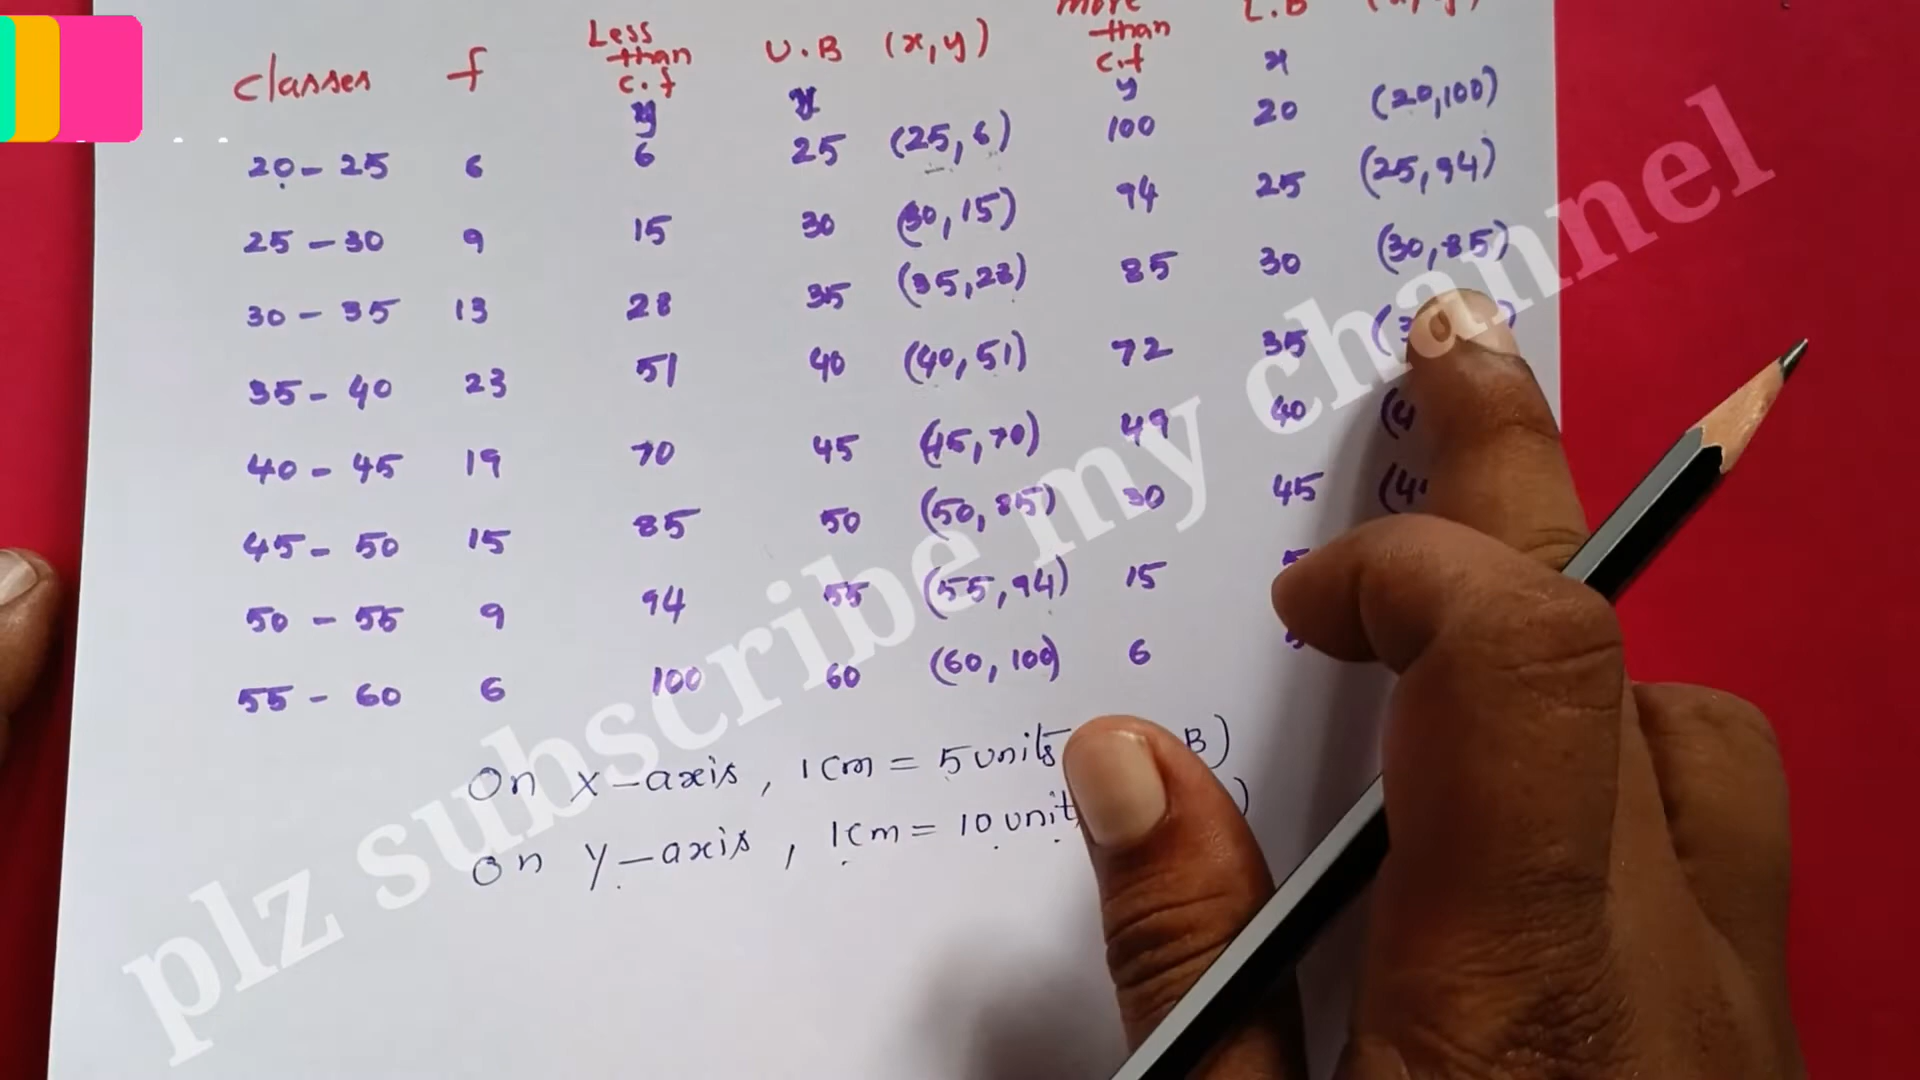 classes f Less than c.f U.B (x,y) more than c.f L.B
y x y x
20 - 25 6 6 25 (25,6) 100 20 (20,100)
25 - 30 9 15 30 (30,15) 94 25 (25,94)
30 - 35 13 28 35 (35,28) 85 30 (30,85)
35 - 40 23 51 40 (40,51) 72 35
40 - 45 19 70 45 (45,70) 49 40
45 - 50 15 85 50 (50,85) 30 45
50 - 55 9 94 55 (55,94) 15
55 - 60 6 100 60 (60,100) 6
On X-axis, 1cm = 5 units B)
On Y-axis, 1cm = 10 unit )
plz subscribe my channel